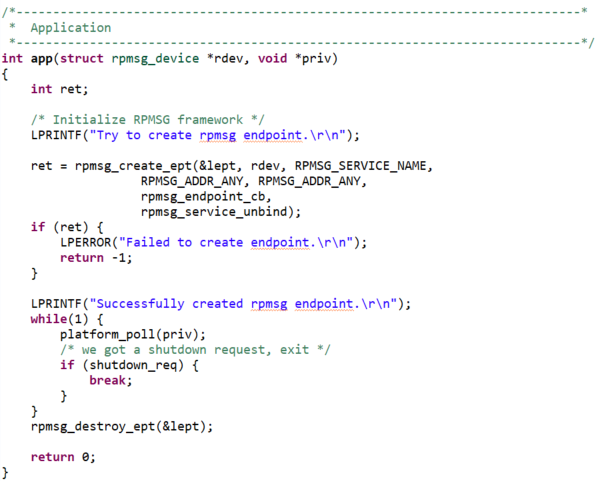 /*-----------------------------------------------------------------------------*
 *  Application
 *-----------------------------------------------------------------------------*/
int app(struct rpmsg_device *rdev, void *priv)
{
    int ret;

    /* Initialize RPMSG framework */
    LPRINTF("Try to create rpmsg endpoint.\r\n");

    ret = rpmsg_create_ept(&lept, rdev, RPMSG_SERVICE_NAME,
                   RPMSG_ADDR_ANY, RPMSG_ADDR_ANY,
                   rpmsg_endpoint_cb,
                   rpmsg_service_unbind);
    if (ret) {
        LPERROR("Failed to create endpoint.\r\n");
        return -1;
    }

    LPRINTF("Successfully created rpmsg endpoint.\r\n");
    while(1) {
        platform_poll(priv);
        /* we got a shutdown request, exit */
        if (shutdown_req) {
            break;
        }
    }
    rpmsg_destroy_ept(&lept);

    return 0;
}